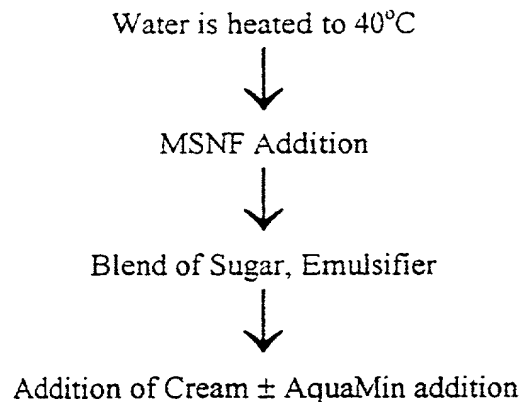 Water is heated to 40°C
MSNF Addition
Blend of Sugar, Emulsifier
Addition of Cream ± AquaMin addition